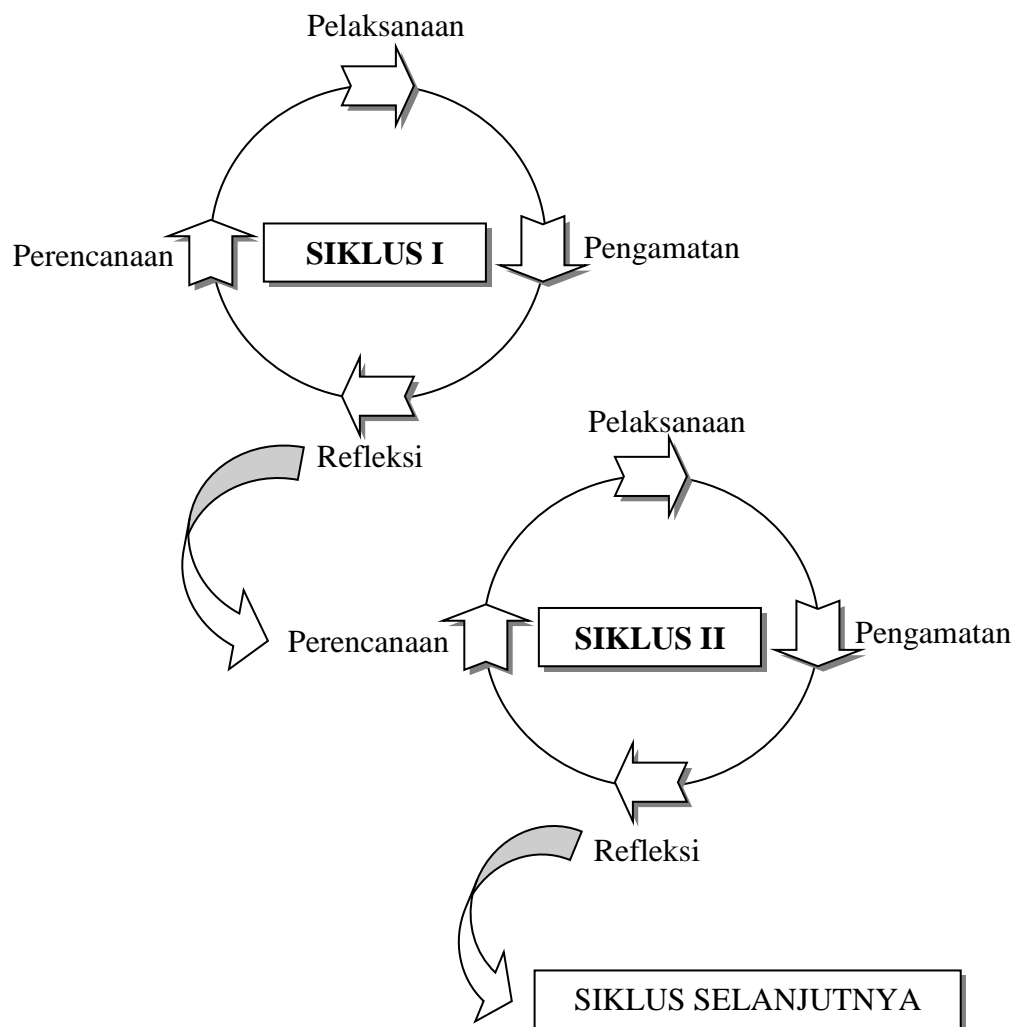 Pelaksanaan
Perencanaan
SIKLUS I
Pengamatan
Refleksi
Pelaksanaan
Perencanaan
SIKLUS II
Pengamatan
Refleksi
SIKLUS SELANJUTNYA